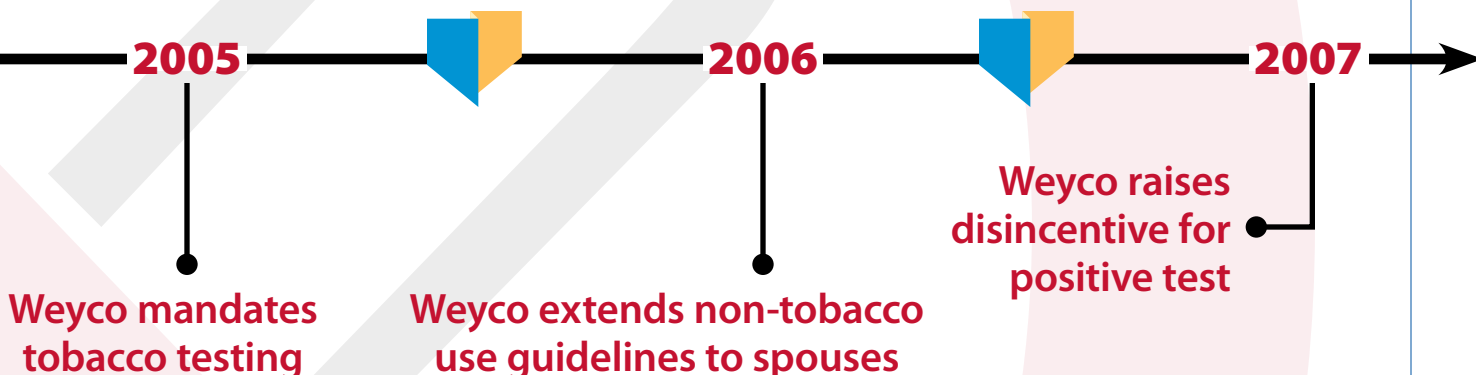 2005
2006
2007
Weyco raises
disincentive for
positive test
Weyco mandates
tobacco testing
Weyco extends non-tobacco
use guidelines to spouses